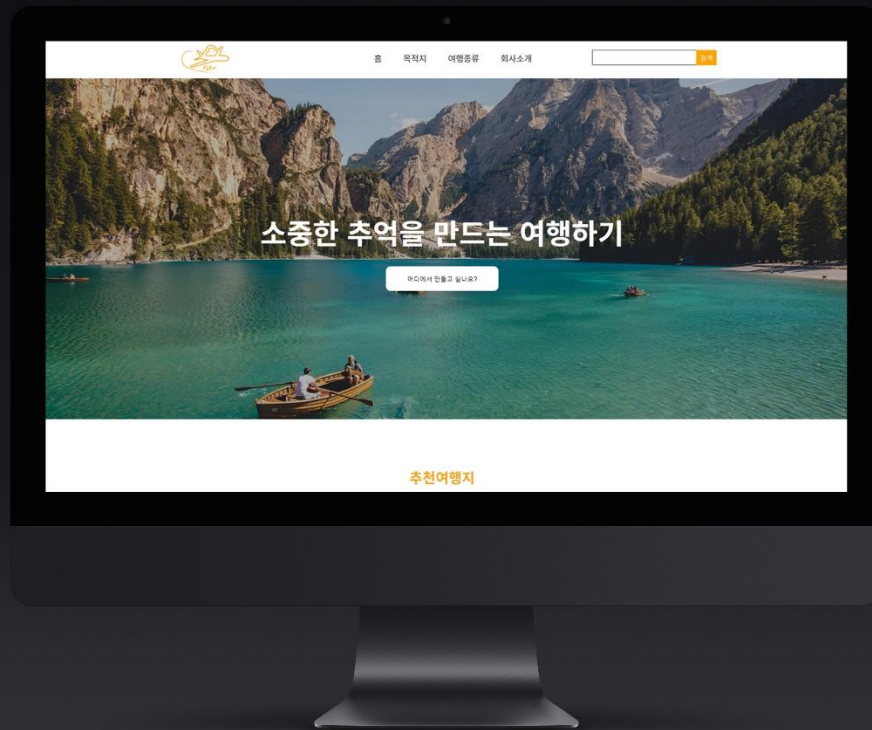 홈 목적지 여행종류 회사소개
검색
소중한 추억을 만드는 여행하기
어디에서 만들고 싶나요?
추천여행지